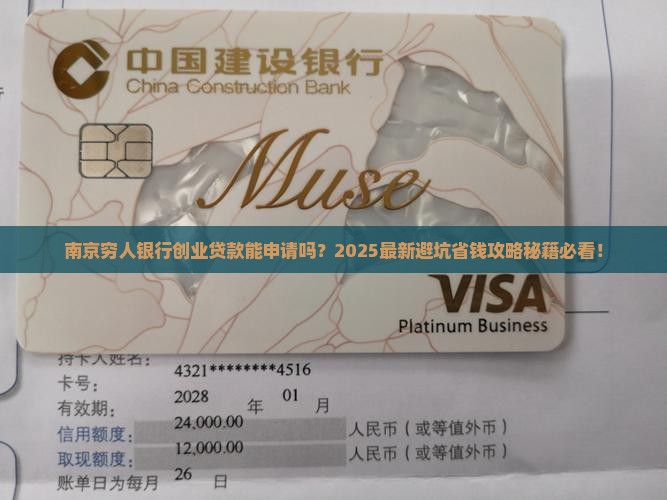 中国建设银行
China Construction Bank
Muse
南京穷人银行创业贷款能申请吗？2025最新避坑省钱攻略秘籍必看！
VISA
Platinum Business
持卡人姓名：
卡号： 4321********4516
有效期： 2028 年 01 月
信用额度： 24,000.00 人民币（或等值外币）
取现额度： 12,000.00 人民币（或等值外币）
账单日为每月 26 日